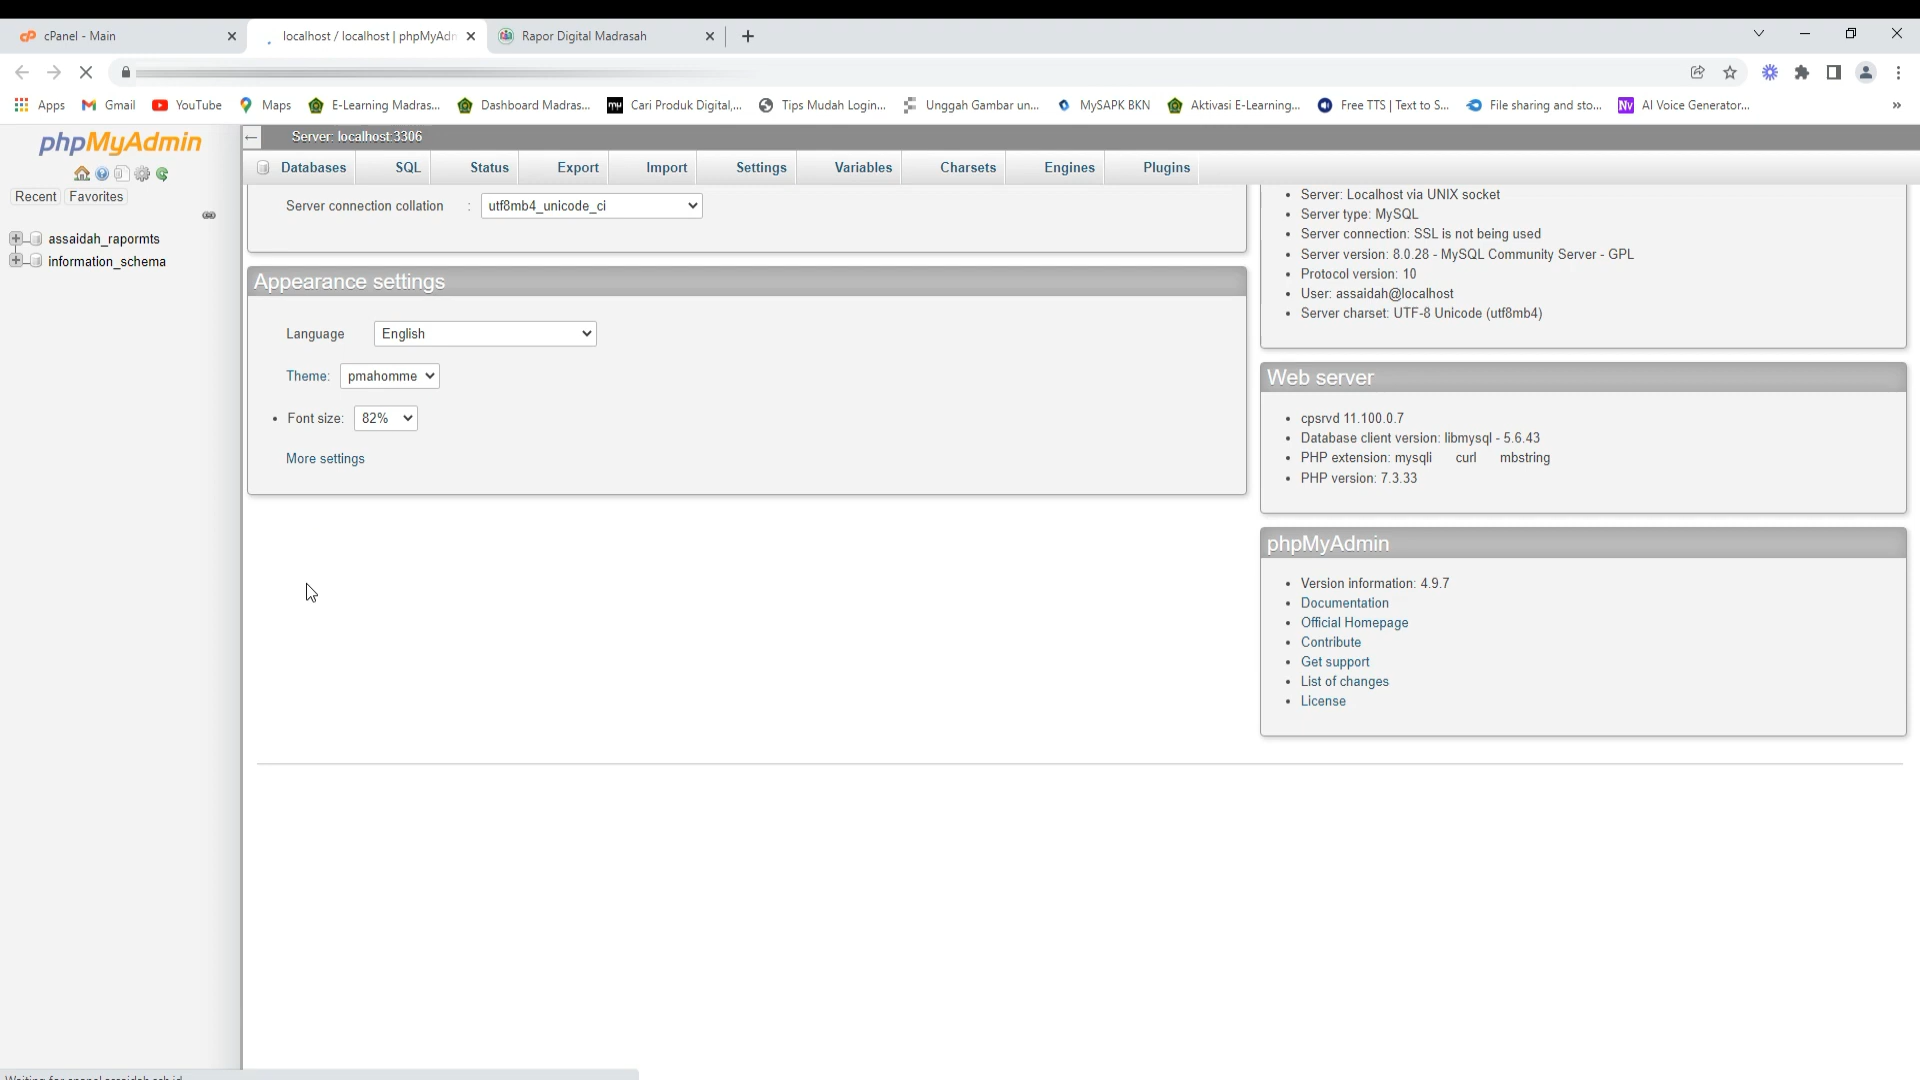 cPanel - Main
localhost / localhost | phpMyAdn
Rapor Digital Madrasah
Apps
Gmail
YouTube
Maps
E-Learning Madras...
Dashboard Madras...
Cari Produk Digital,...
Tips Mudah Login...
Unggah Gambar un...
MySAPK BKN
Aktivasi E-Learning...
Free TTS | Text to S...
File sharing and sto...
AI Voice Generator...
»
phpMyAdmin
Recent
Favorites
assaidah_rapormts
information_schema
Server: localhost:3306
Databases
SQL
Status
Export
Import
Settings
Variables
Charsets
Engines
Plugins
Server connection collation : utf8mb4_unicode_ci
Appearance settings
Language English
Theme: pmahomme
• Font size: 82%
More settings
• Server: Localhost via UNIX socket
• Server type: MySQL
• Server connection: SSL is not being used
• Server version: 8.0.28 - MySQL Community Server - GPL
• Protocol version: 10
• User: assaidah@localhost
• Server charset: UTF-8 Unicode (utf8mb4)
Web server
• cpsrvd 11.100.0.7
• Database client version: libmysql - 5.6.43
• PHP extension: mysqli curl mbstring
• PHP version: 7.3.33
phpMyAdmin
• Version information: 4.9.7
• Documentation
• Official Homepage
• Contribute
• Get support
• List of changes
• License